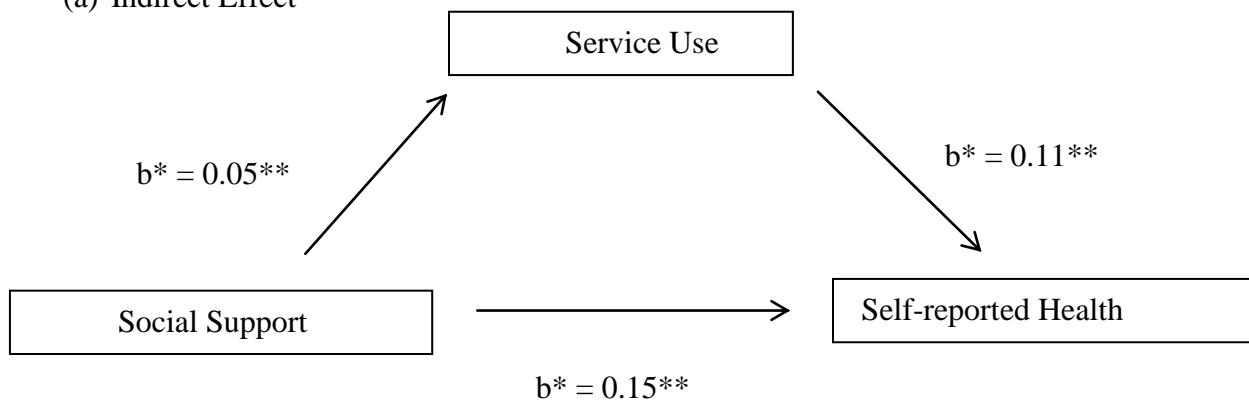 (a) Indirect Effect
Service Use
b* = 0.05**
b* = 0.11**
Social Support
Self-reported Health
b* = 0.15**